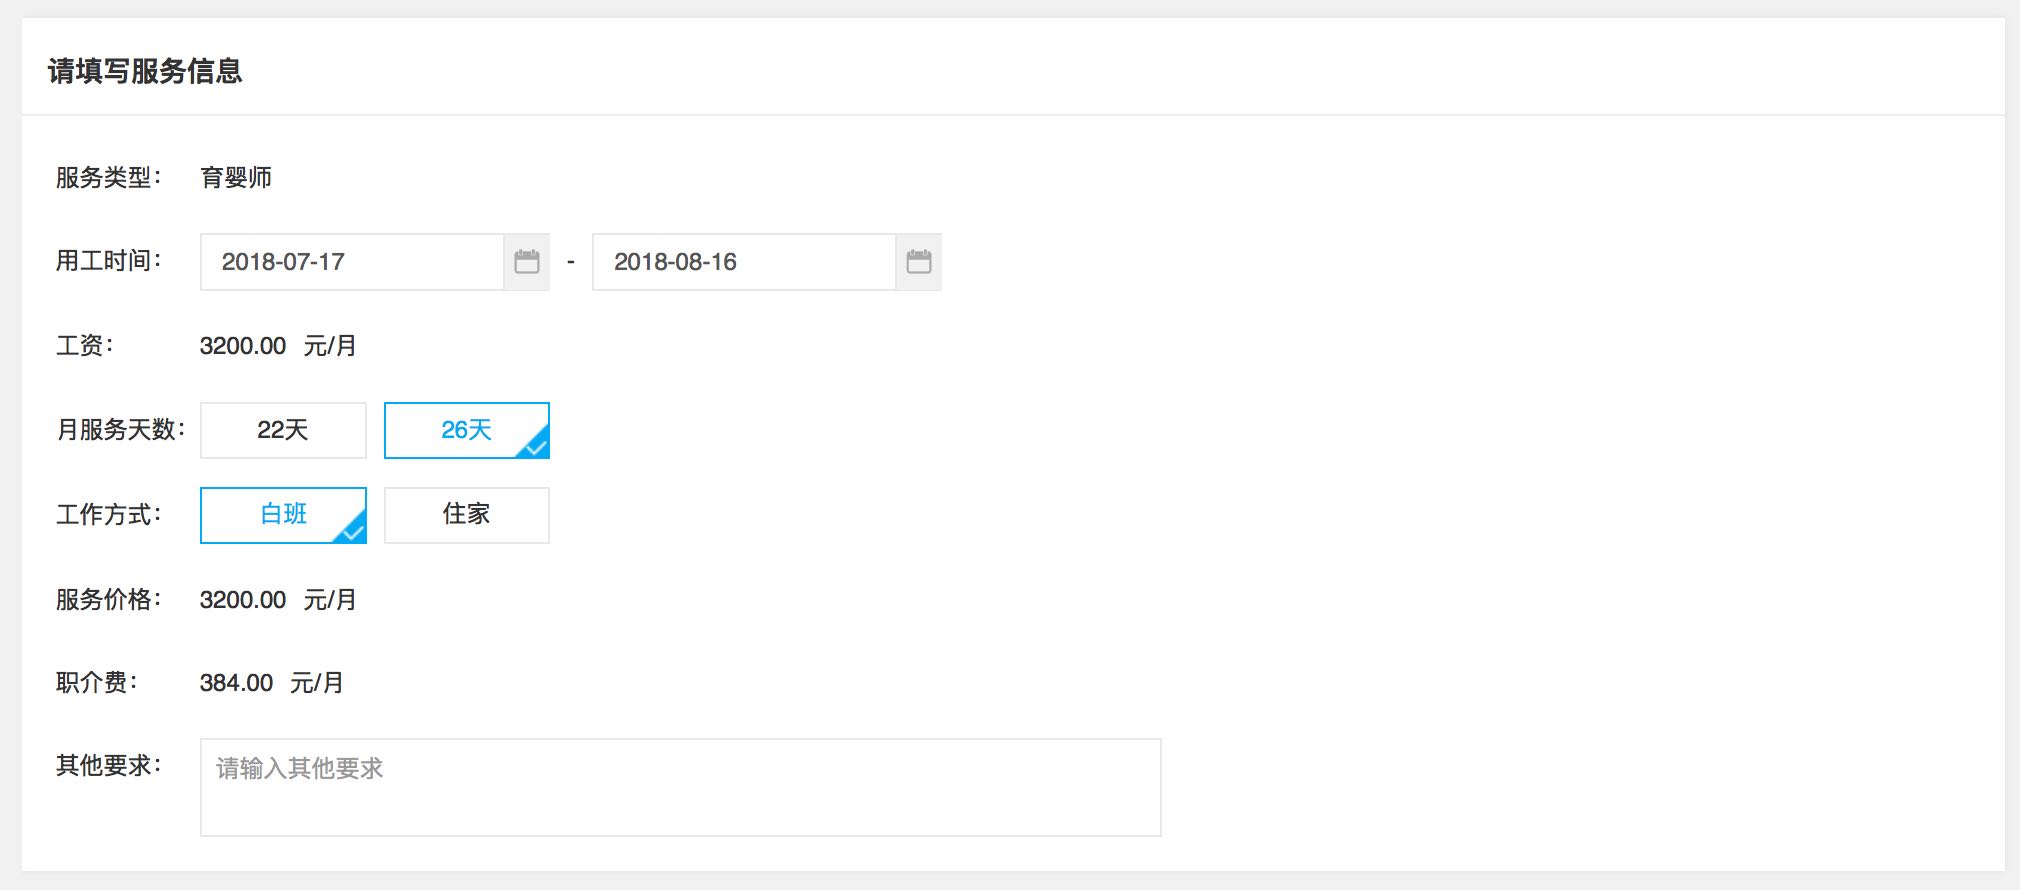 请填写服务信息
服务类型： 育婴师
用工时间： 2018-07-17 - 2018-08-16
工资： 3200.00 元/月
月服务天数： 22天 26天
工作方式： 白班 住家
服务价格： 3200.00 元/月
职介费： 384.00 元/月
其他要求： 请输入其他要求